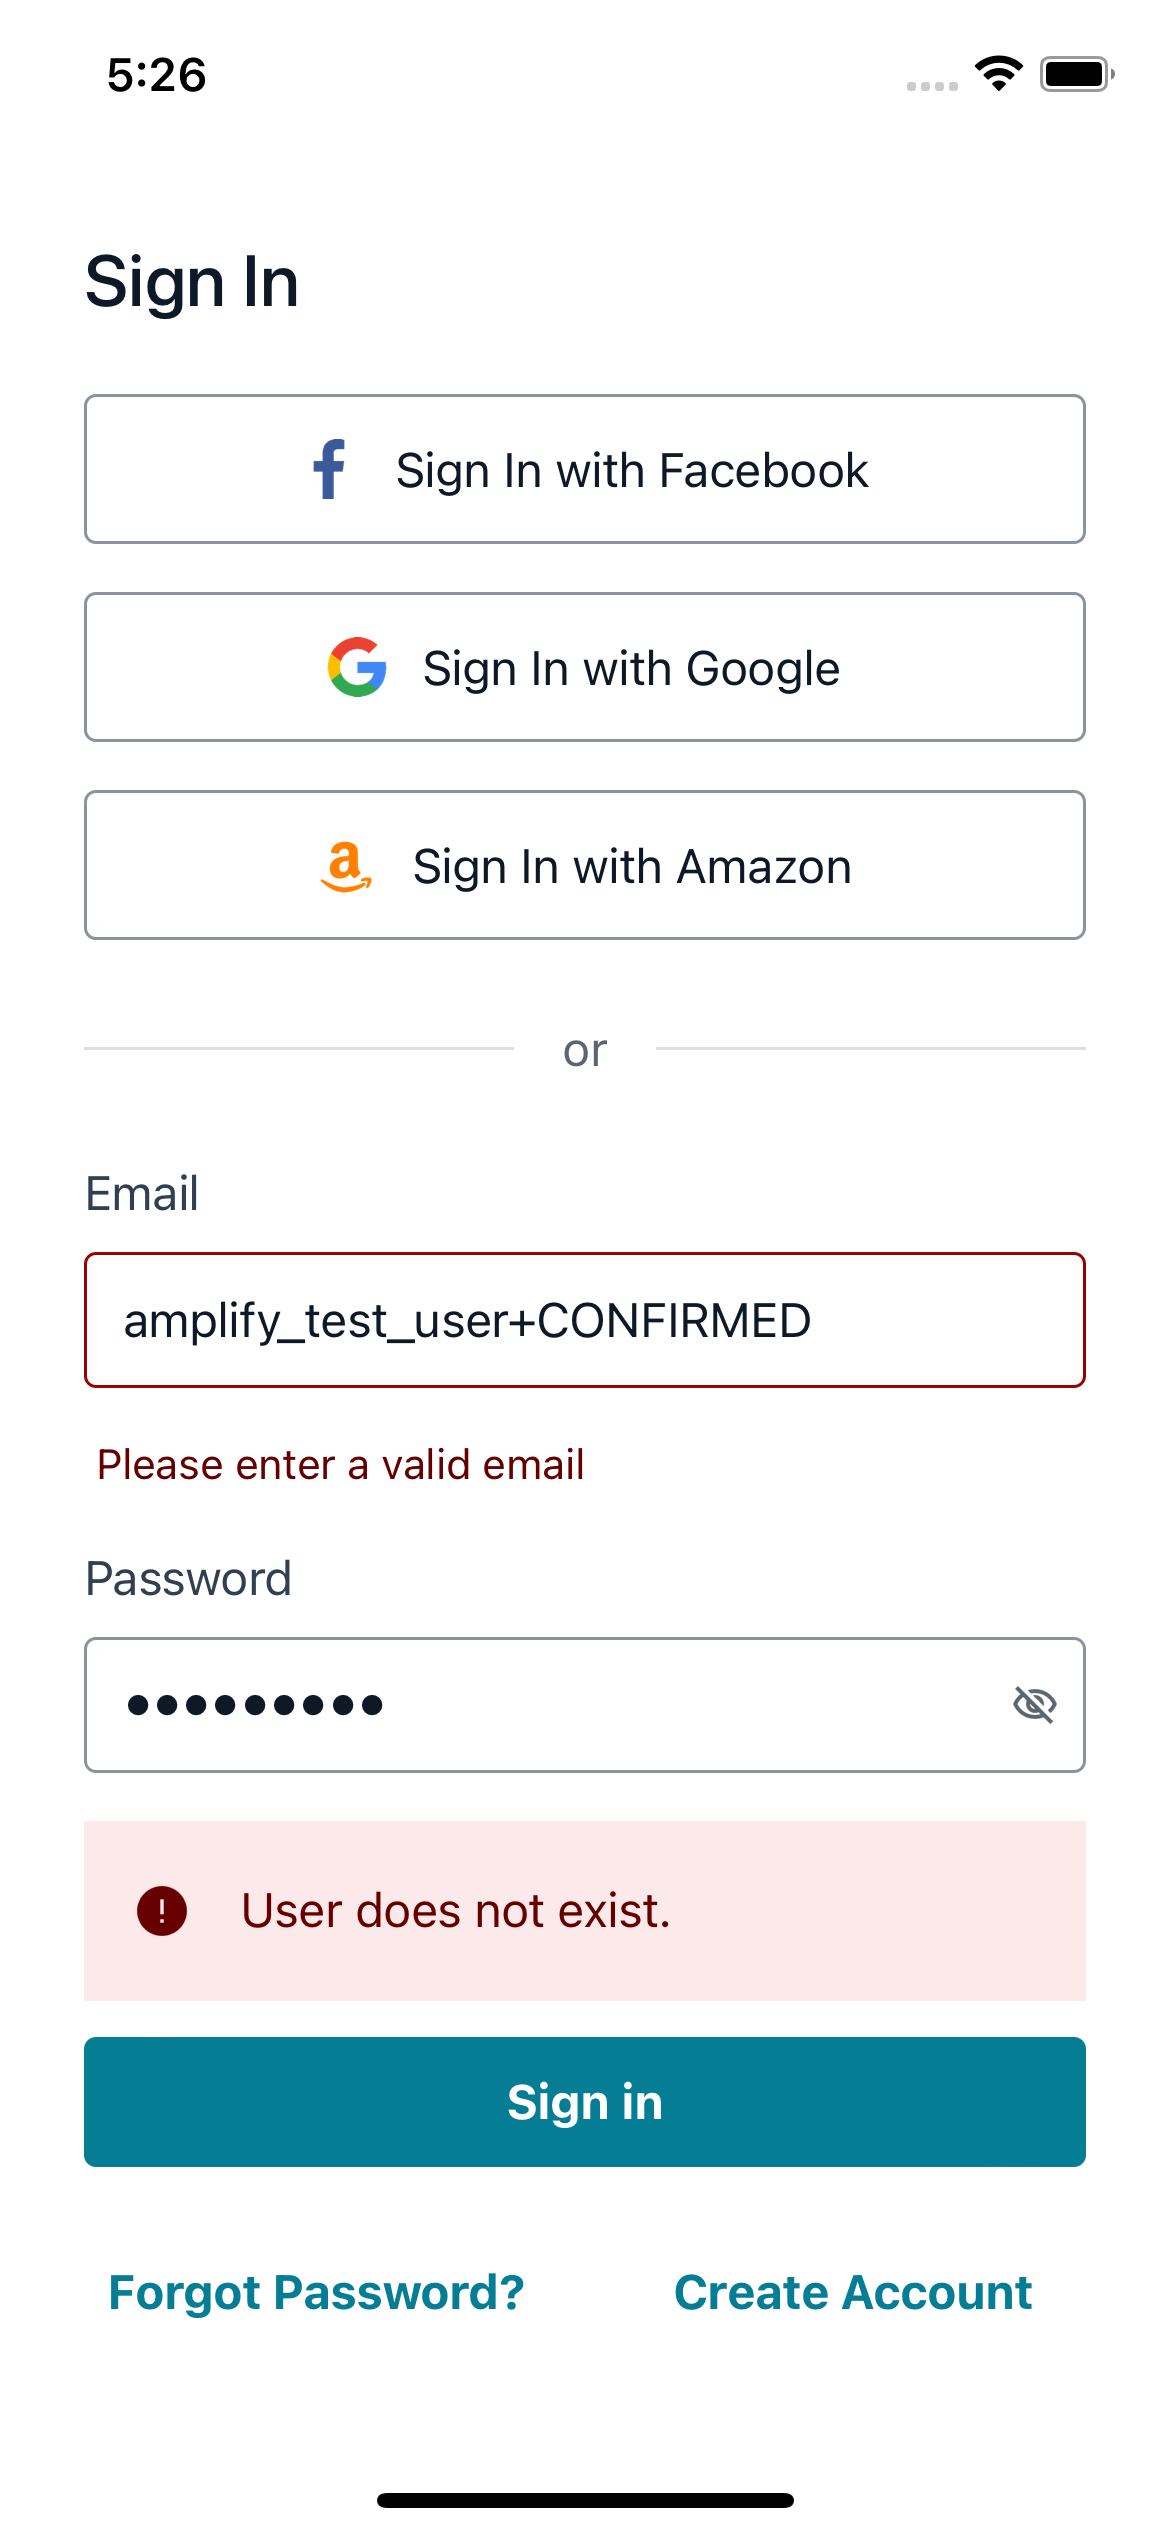 5:26
Sign In
Sign In with Facebook
Sign In with Google
Sign In with Amazon
or
Email
amplify_test_user+CONFIRMED
Please enter a valid email
Password
•••••••••
User does not exist.
Sign in
Forgot Password? Create Account